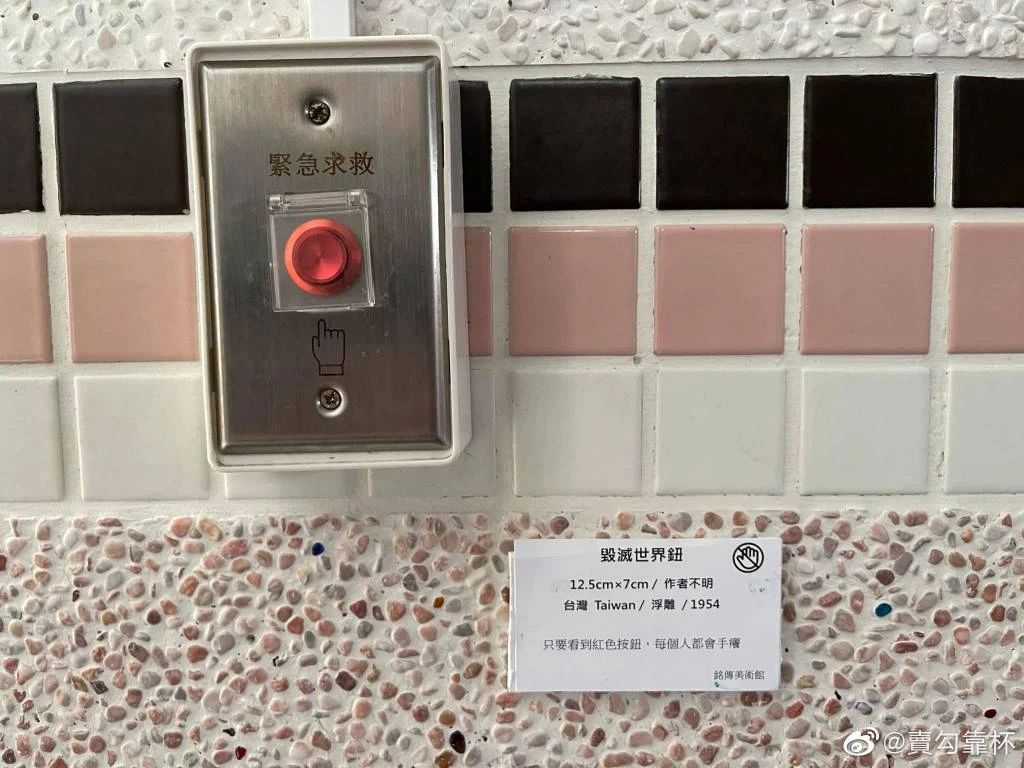 緊急求救
毀滅世界鈕
12.5cm×7cm / 作者不明
台灣 Taiwan / 浮雕 / 1954
只要看到紅色按鈕，每個人都會手癢
銘傳美術館
@賣勾靠杯